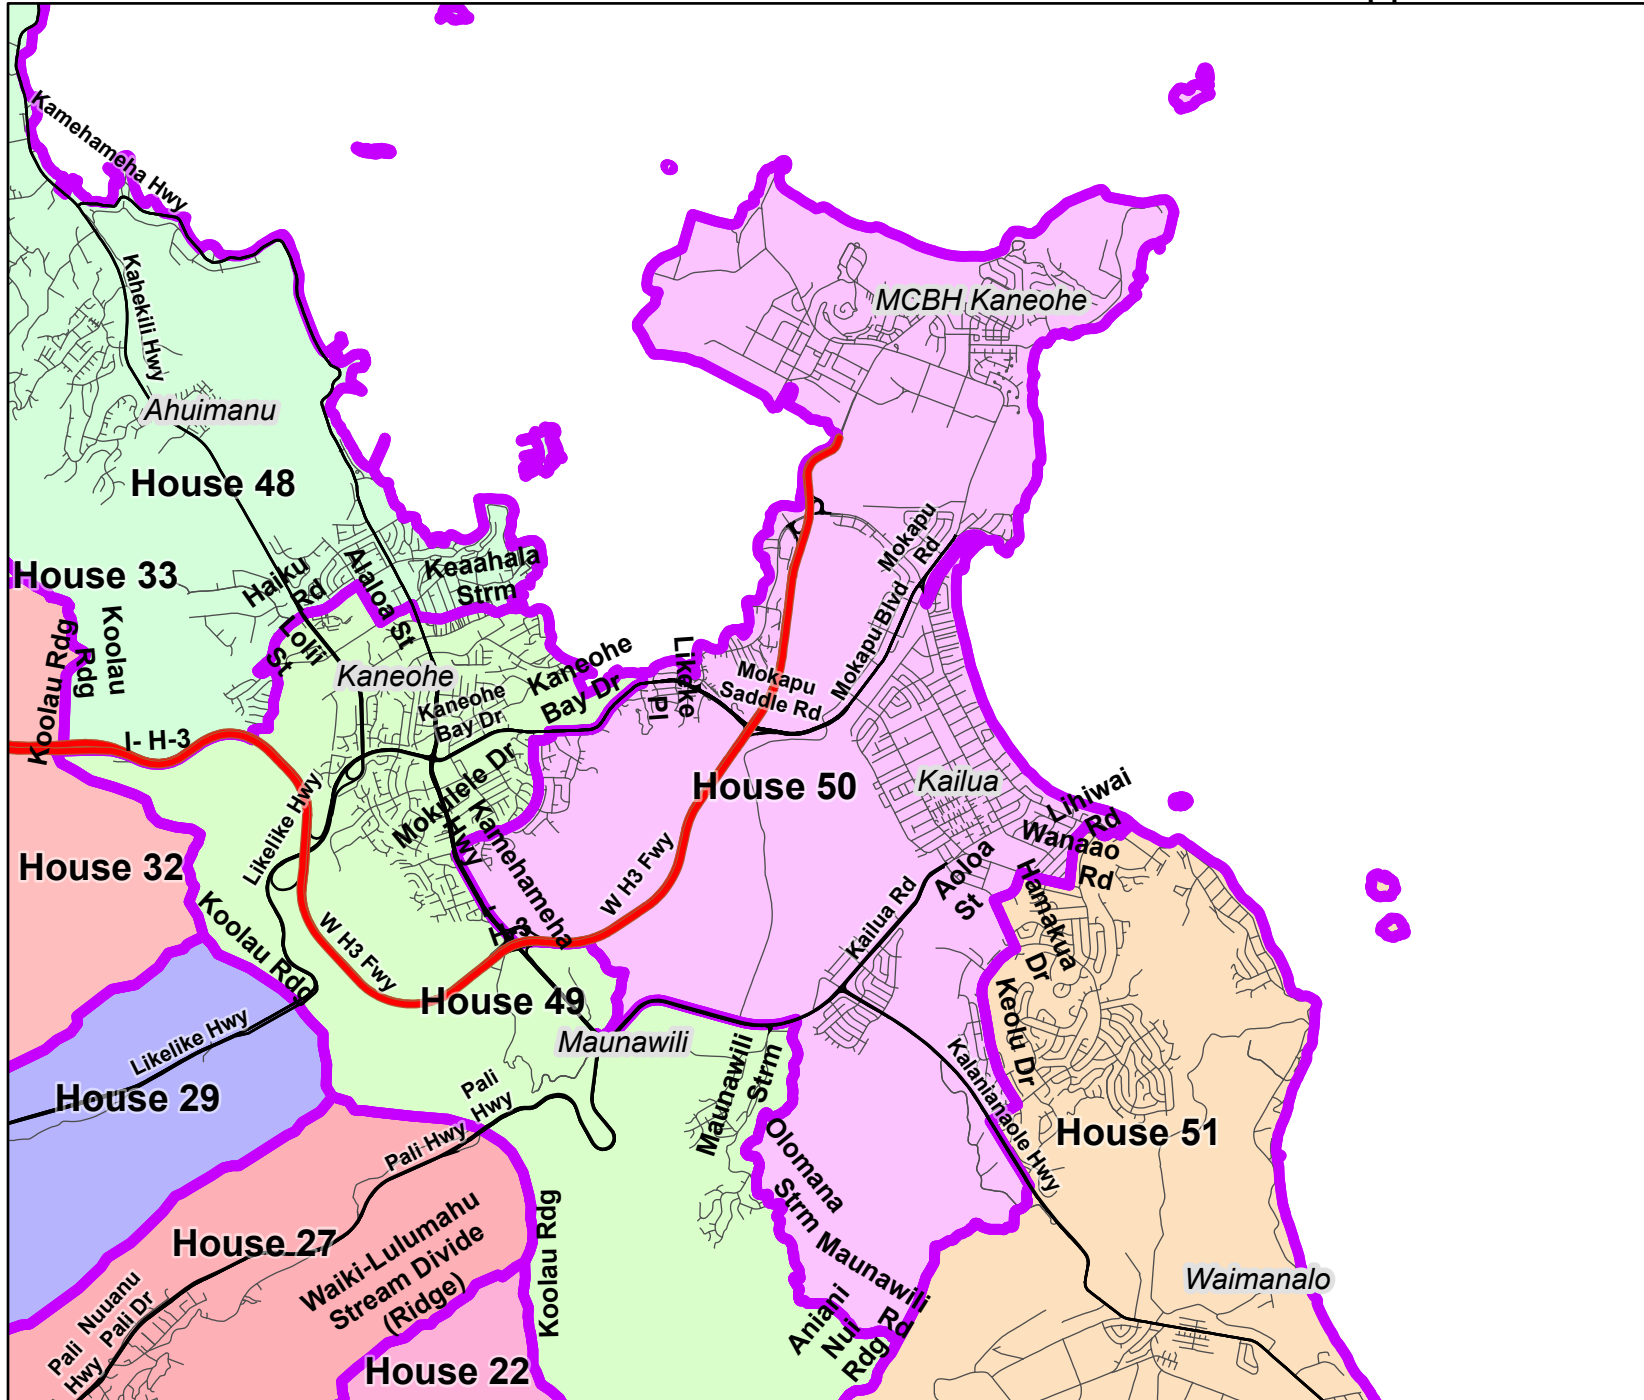 Kamehameha Hwy
Kahekili Hwy
MCBH Kaneohe
Ahuimanu
House 48
House 33
Haiku
Rd
Alaloa St
Keaahala
Strm
Mokapu
Rd
Koolau Rdg
Koolau
Rdg
Lolii
St
Kaneohe
Kaneohe
Bay Dr
Kaneohe
Bay Dr
Likeke
Pl
Mokapu
Saddle Rd
Mokapu Blvd
I- H-3
Likelike Hwy
Mokulele Dr
Kamehameha
Hwy
House 50
Kailua
Lihiwai
Rd
Wanaao
Rd
House 32
W H3 Fwy
Aoloa
St
Hamakua
Dr
Kailua Rd
Koolau Rdg
W H3 Fwy
House 49
Maunawili
Keolu Dr
Likelike Hwy
House 29
Pali
Hwy
Pali Hwy
Maunawili
Strm
Kalanianaole Hwy
House 51
Olomana
Strm
Maunawili
Rd
Koolau Rdg
House 27
Waiki-Lulumahu
Stream Divide
(Ridge)
Waimanalo
Nuuanu
Pali Dr
Pali
Hwy
Aniani
Nui
Rdg
House 22